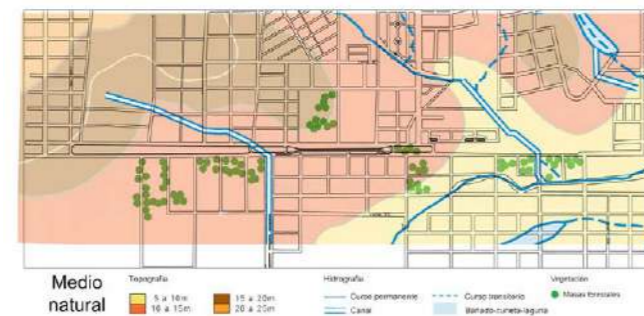 Medio
natural
Topografía
5 a 10m
10 a 15m
15 a 20m
20 a 25m
Hidrografía
Curso permanente
Canal
Curso transitorio
Bañado-cuneta-laguna
Vegetación
Masas forestales